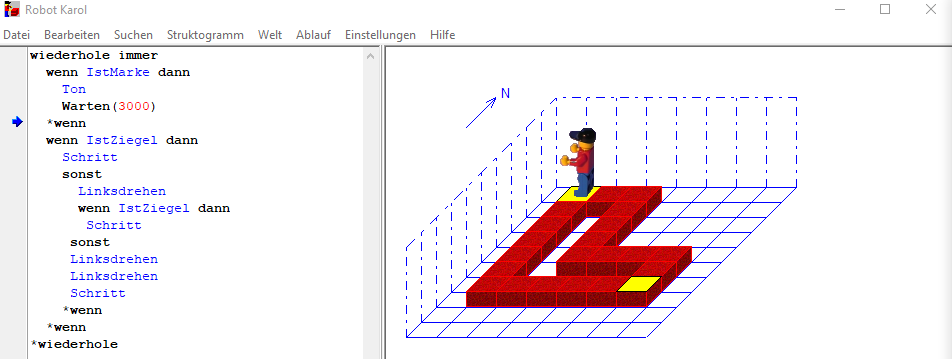 Robot Karol
Datei Bearbeiten Suchen Struktogramm Welt Ablauf Einstellungen Hilfe
wiederhole immer
wenn IstMarke dann
Ton
Warten(3000)
*wenn
wenn IstZiegel dann
Schritt
sonst
Linksdrehen
wenn IstZiegel dann
Schritt
sonst
Linksdrehen
Linksdrehen
Schritt
*wenn
*wenn
*wiederhole
N